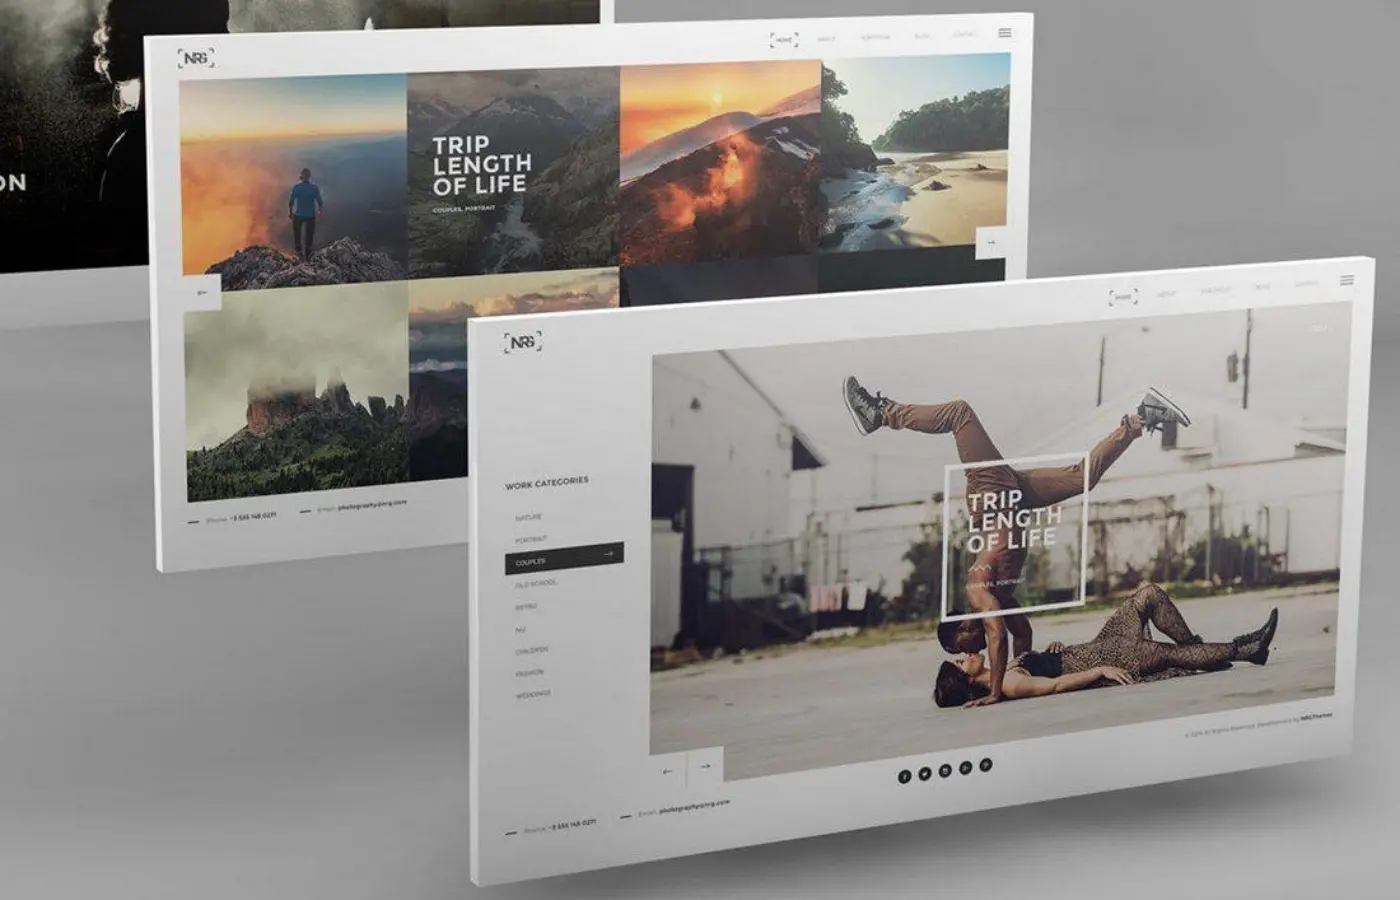 ON
NRG
HOME
ABOUT
PORTFOLIO
BLOG
CONTACT
TRIP
LENGTH
OF LIFE
COUPLES, PORTRAIT
Phone: +3 555 148 0271
Email: photography@nrg.com
NRG
HOME
ABOUT
PORTFOLIO
BLOG
CONTACT
WORK CATEGORIES
NATURE
PORTRAIT
COUPLES
OLD SCHOOL
RETRO
NU
CHILDREN
FASHION
WEDDINGS
TRIP
LENGTH
OF LIFE
COUPLES, PORTRAIT
All Rights Reserved. Development by NRGThemes
Phone: +3 555 148 0271
Email: photography@nrg.com